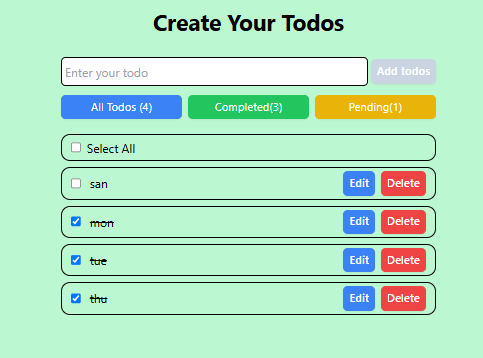 Create Your Todos
Enter your todo Add todos
All Todos (4) Completed(3) Pending(1)
Select All
san Edit Delete
mon Edit Delete
tue Edit Delete
thu Edit Delete